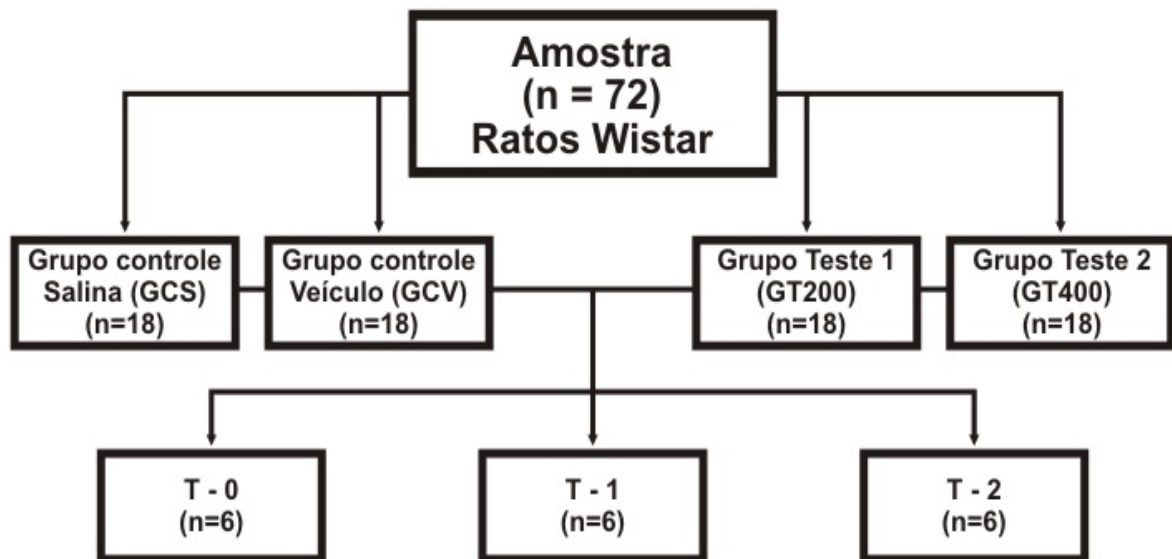 Amostra
(n = 72)
Ratos Wistar
Grupo controle
Salina (GCS)
(n=18)
Grupo controle
Veículo (GCV)
(n=18)
Grupo Teste 1
(GT200)
(n=18)
Grupo Teste 2
(GT400)
(n=18)
T - 0
(n=6)
T - 1
(n=6)
T - 2
(n=6)